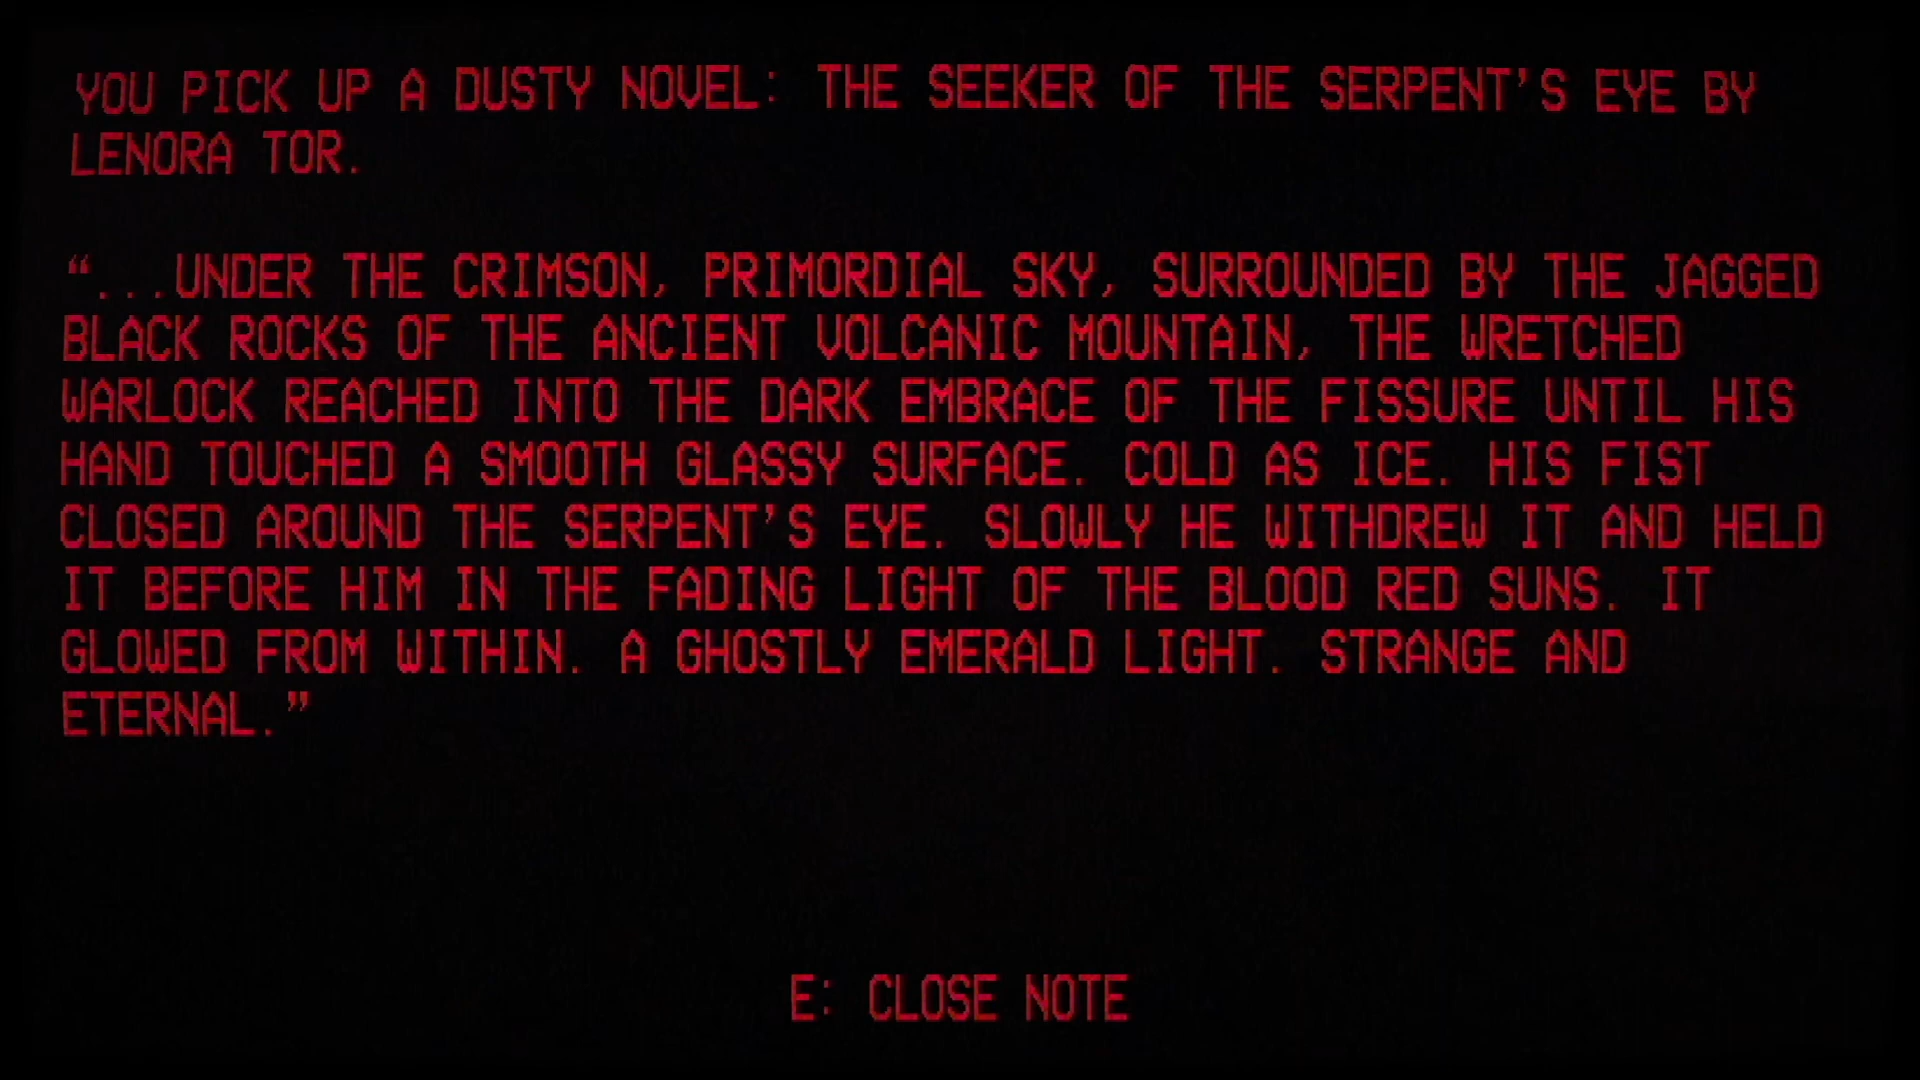 YOU PICK UP A DUSTY NOVEL: THE SEEKER OF THE SERPENT’S EYE BY
LENORA TOR.
“...UNDER THE CRIMSON, PRIMORDIAL SKY, SURROUNDED BY THE JAGGED
BLACK ROCKS OF THE ANCIENT VOLCANIC MOUNTAIN, THE WRETCHED
WARLOCK REACHED INTO THE DARK EMBRACE OF THE FISSURE UNTIL HIS
HAND TOUCHED A SMOOTH GLASSY SURFACE. COLD AS ICE. HIS FIST
CLOSED AROUND THE SERPENT’S EYE. SLOWLY HE WITHDREW IT AND HELD
IT BEFORE HIM IN THE FADING LIGHT OF THE BLOOD RED SUNS. IT
GLOWED FROM WITHIN. A GHOSTLY EMERALD LIGHT. STRANGE AND
ETERNAL.”
E: CLOSE NOTE